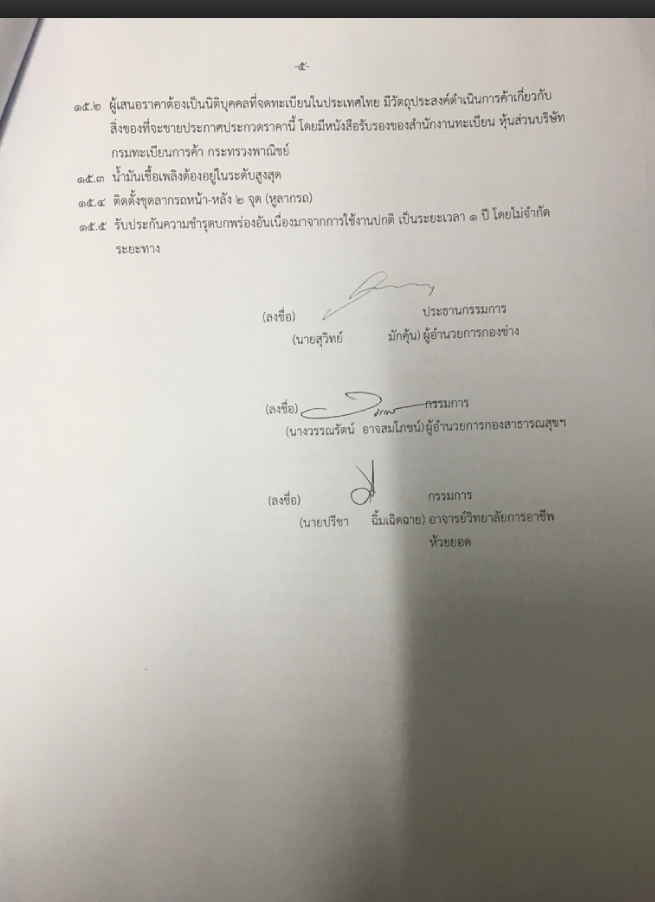 -๕-
๑๕.๒ ผู้เสนอราคาต้องเป็นนิติบุคคลที่จดทะเบียนในประเทศไทย มีวัตถุประสงค์ดำเนินการค้าเกี่ยวกับ
สิ่งของที่จะขายประกาศประกวดราคานี้ โดยมีหนังสือรับรองของสำนักงานทะเบียน หุ้นส่วนบริษัท
กรมทะเบียนการค้า กระทรวงพาณิชย์
๑๕.๓ น้ำมันเชื้อเพลิงต้องอยู่ในระดับสูงสุด
๑๕.๔ ติดตั้งชุดลากรถหน้า-หลัง ๒ จุด (หูลากรถ)
๑๕.๕ รับประกันความชำรุดบกพร่องอันเนื่องมาจากการใช้งานปกติ เป็นระยะเวลา ๑ ปี โดยไม่จำกัด
ระยะทาง
(ลงชื่อ) ประธานกรรมการ
(นายสุวิทย์ มักคุ้น) ผู้อำนวยการกองช่าง
(ลงชื่อ) กรรมการ
(นางวรรณรัตน์ อาจสมโภชน์)ผู้อำนวยการกองสาธารณสุขฯ
(ลงชื่อ) กรรมการ
(นายปรีชา ฉิ้มเฉิดฉาย) อาจารย์วิทยาลัยการอาชีพ
ห้วยยอด